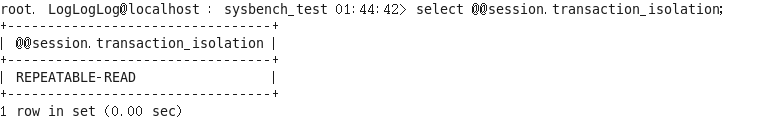 root. LogLogLog@localhost : sysbench_test 01:44:42> select @@session.transaction_isolation;
+---------------------------------+
| @@session.transaction_isolation |
+---------------------------------+
| REPEATABLE-READ                 |
+---------------------------------+
1 row in set (0.00 sec)